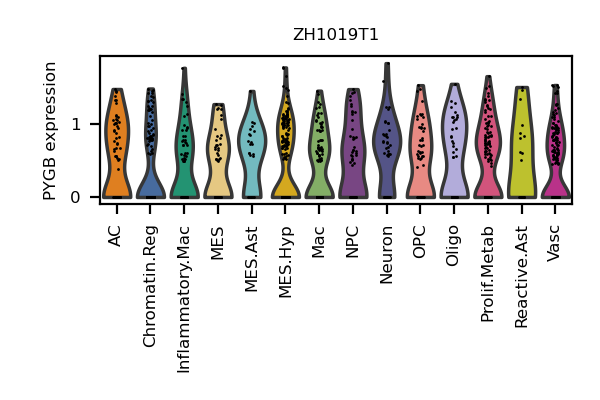 ZH1019T1
PYGB expression
1
0
AC
Chromatin.Reg
Inflammatory.Mac
MES
MES.Ast
MES.Hyp
Mac
NPC
Neuron
OPC
Oligo
Prolif.Metab
Reactive.Ast
Vasc